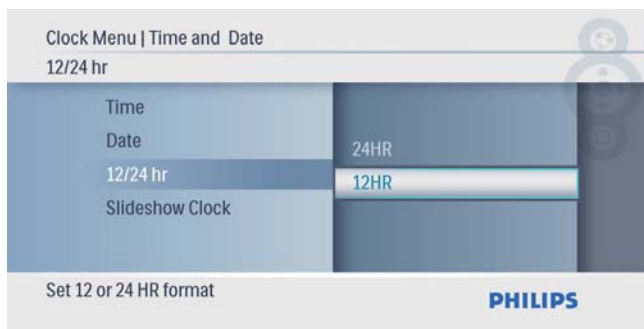 Clock Menu | Time and Date
12/24 hr
Time
Date
12/24 hr
Slideshow Clock
24HR
12HR
Set 12 or 24 HR format
PHILIPS